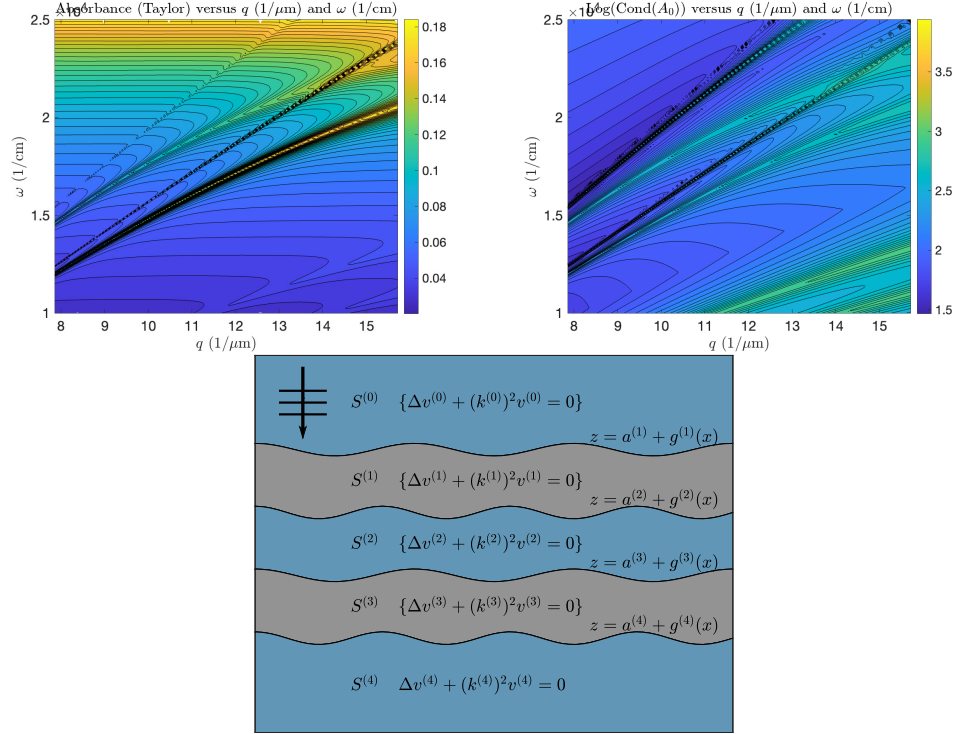 Absorbance (Taylor) versus q (1/μm) and ω (1/cm)
2.5
2
1.5
1
ω (1/cm)
8 9 10 11 12 13 14 15
q (1/μm)
0.18
0.16
0.14
0.12
0.1
0.08
0.06
0.04
Log(Cond(A₀)) versus q (1/μm) and ω (1/cm)
2.5
2
1.5
1
ω (1/cm)
8 9 10 11 12 13 14 15
q (1/μm)
3.5
3
2.5
2
1.5
S⁽⁰⁾ {Δv⁽⁰⁾ + (k⁽⁰⁾)²v⁽⁰⁾ = 0}
z = a⁽¹⁾ + g⁽¹⁾(x)
S⁽¹⁾ {Δv⁽¹⁾ + (k⁽¹⁾)²v⁽¹⁾ = 0}
z = a⁽²⁾ + g⁽²⁾(x)
S⁽²⁾ {Δv⁽²⁾ + (k⁽²⁾)²v⁽²⁾ = 0}
z = a⁽³⁾ + g⁽³⁾(x)
S⁽³⁾ {Δv⁽³⁾ + (k⁽³⁾)²v⁽³⁾ = 0}
z = a⁽⁴⁾ + g⁽⁴⁾(x)
S⁽⁴⁾ Δv⁽⁴⁾ + (k⁽⁴⁾)²v⁽⁴⁾ = 0